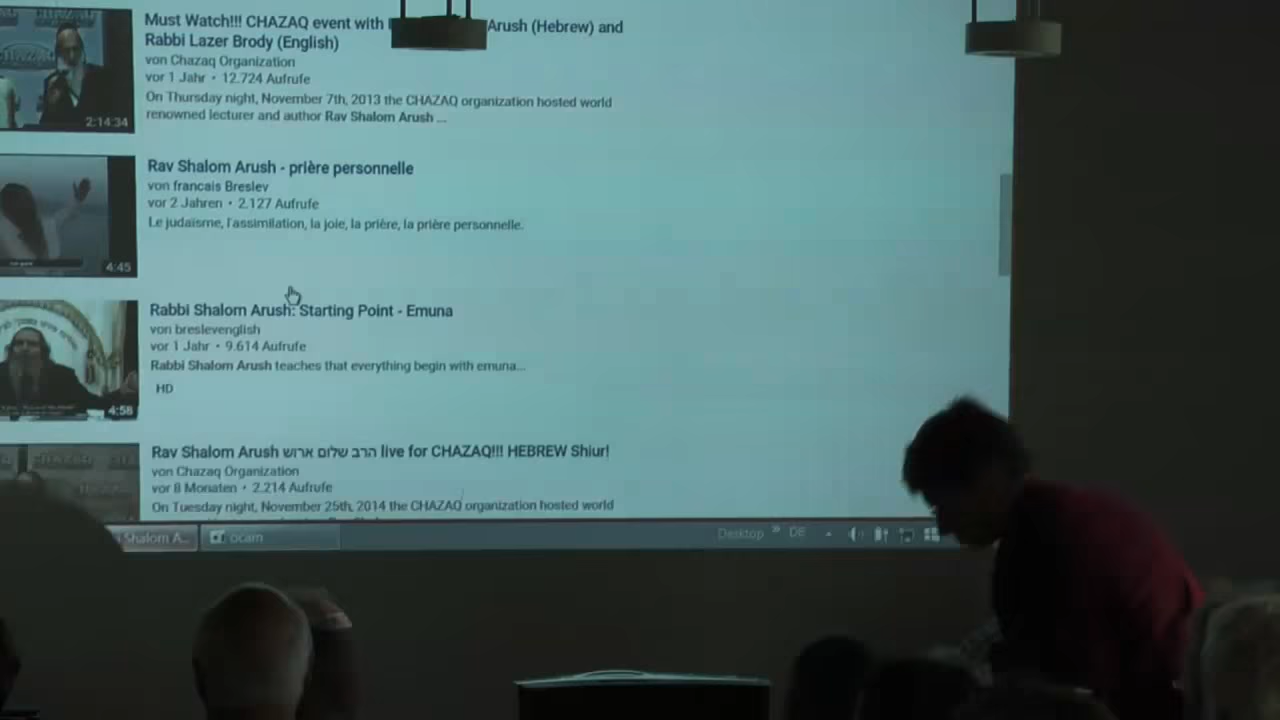 Must Watch!!! CHAZAQ event with Arush (Hebrew) and
Rabbi Lazer Brody (English)
von Chazaq Organization
vor 1 Jahr • 12.724 Aufrufe
On Thursday night, November 7th, 2013 the CHAZAQ organization hosted world
renowned lecturer and author Rav Shalom Arush ...
2:14:34
Rav Shalom Arush - prière personnelle
von francais Breslev
vor 2 Jahren • 2.127 Aufrufe
Le judaïsme, l'assimilation, la joie, la prière, la prière personnelle.
4:45
Rabbi Shalom Arush: Starting Point - Emuna
von breslevenglish
vor 1 Jahr • 9.614 Aufrufe
Rabbi Shalom Arush teaches that everything begin with emuna...
HD
4:58
Rav Shalom Arush הרב שלום ארוש live for CHAZAQ!!! HEBREW Shiur!
von Chazaq Organization
vor 8 Monaten • 2.214 Aufrufe
On Tuesday night, November 25th, 2014 the CHAZAQ organization hosted world
Shalom A... ocam Desktop » DE